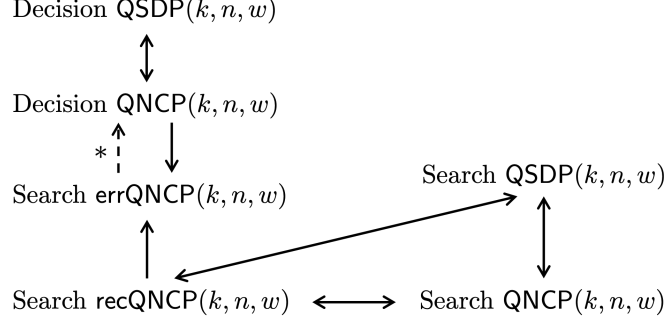 Decision QSDP(k, n, w)
Decision QNCP(k, n, w)
*
Search errQNCP(k, n, w)
Search QSDP(k, n, w)
Search recQNCP(k, n, w)
Search QNCP(k, n, w)